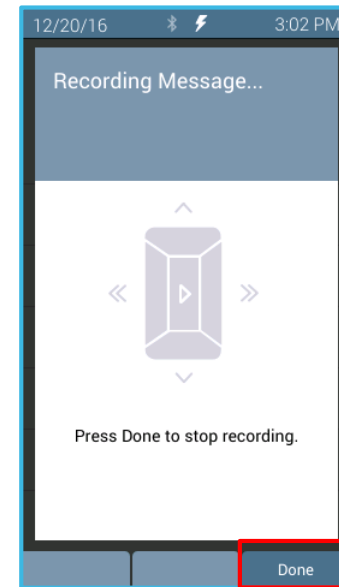 12/20/16 3:02 PM
Recording Message...
Press Done to stop recording.
Done